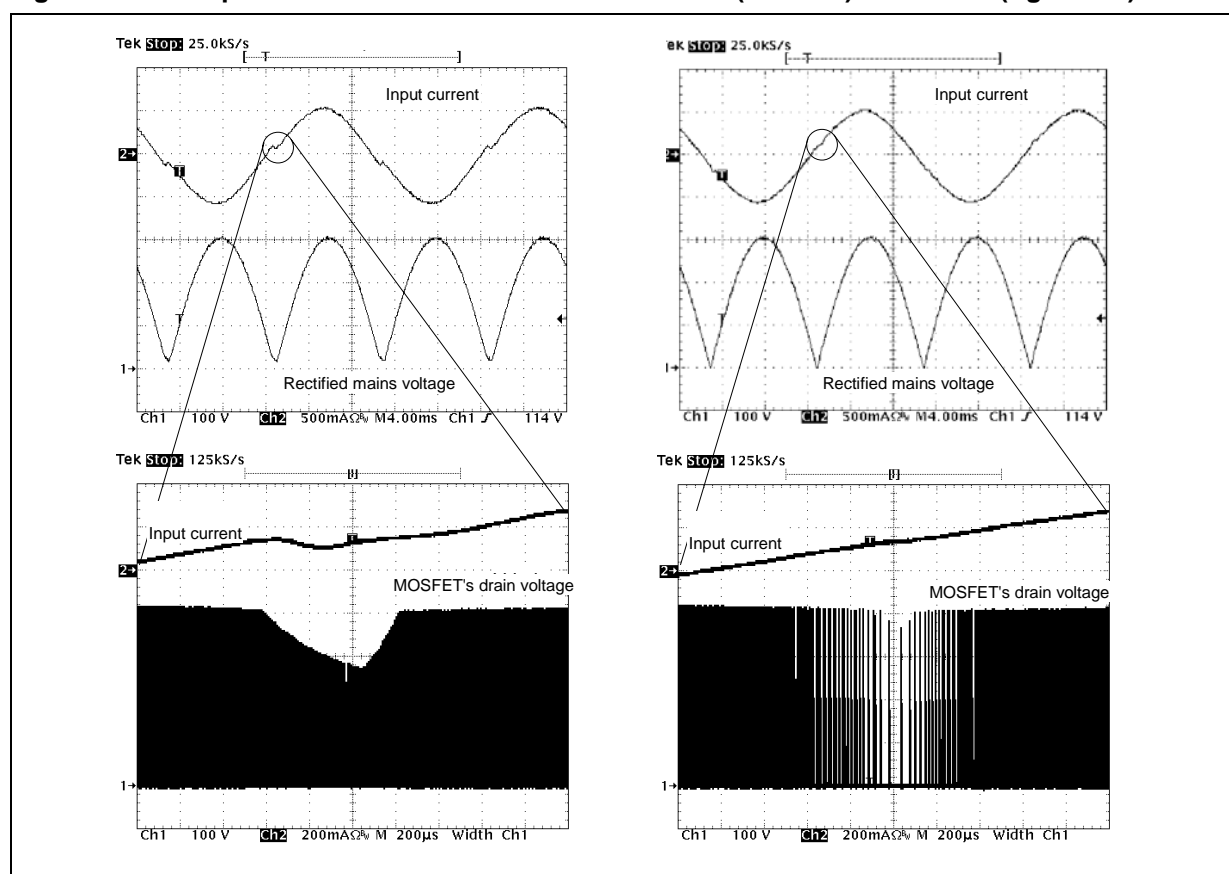 Tek Stop: 25.0kS/s
[ T ]
Input current
2→
T
T
1→
Rectified mains voltage
Ch1 100 V Ch2 500mAΩ M4.00ms Ch1 114 V
ek Stop: 25.0kS/s
[ T ]
Input current
2→
T
T
1→
Rectified mains voltage
Ch1 100 V Ch2 500mAΩ M4.00ms Ch1 114 V
Tek Stop: 125kS/s
Input current
T
2→
MOSFET's drain voltage
1→
Ch1 100 V Ch2 200mAΩ M 200µs Width Ch1
Tek Stop: 125kS/s
Input current
T
2→
MOSFET's drain voltage
T
1→
Ch1 100 V Ch2 200mAΩ M 200µs Width Ch1